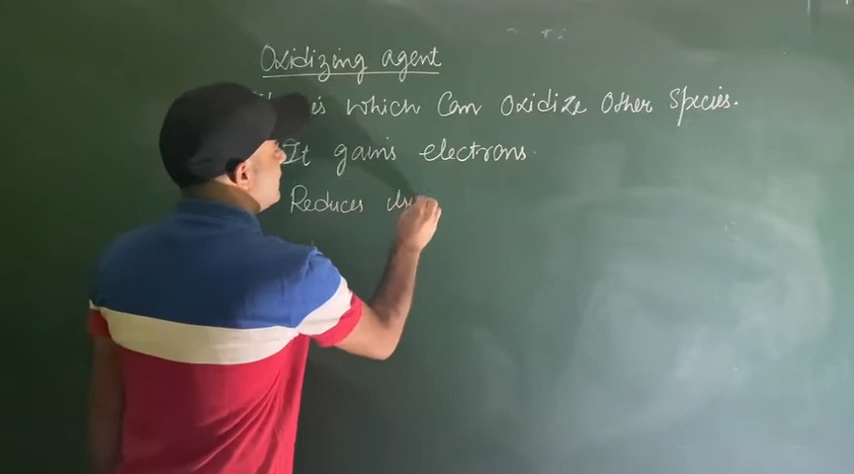 Oxidizing agent
is which Can Oxidize Other Species.
It gains electrons.
Reduces